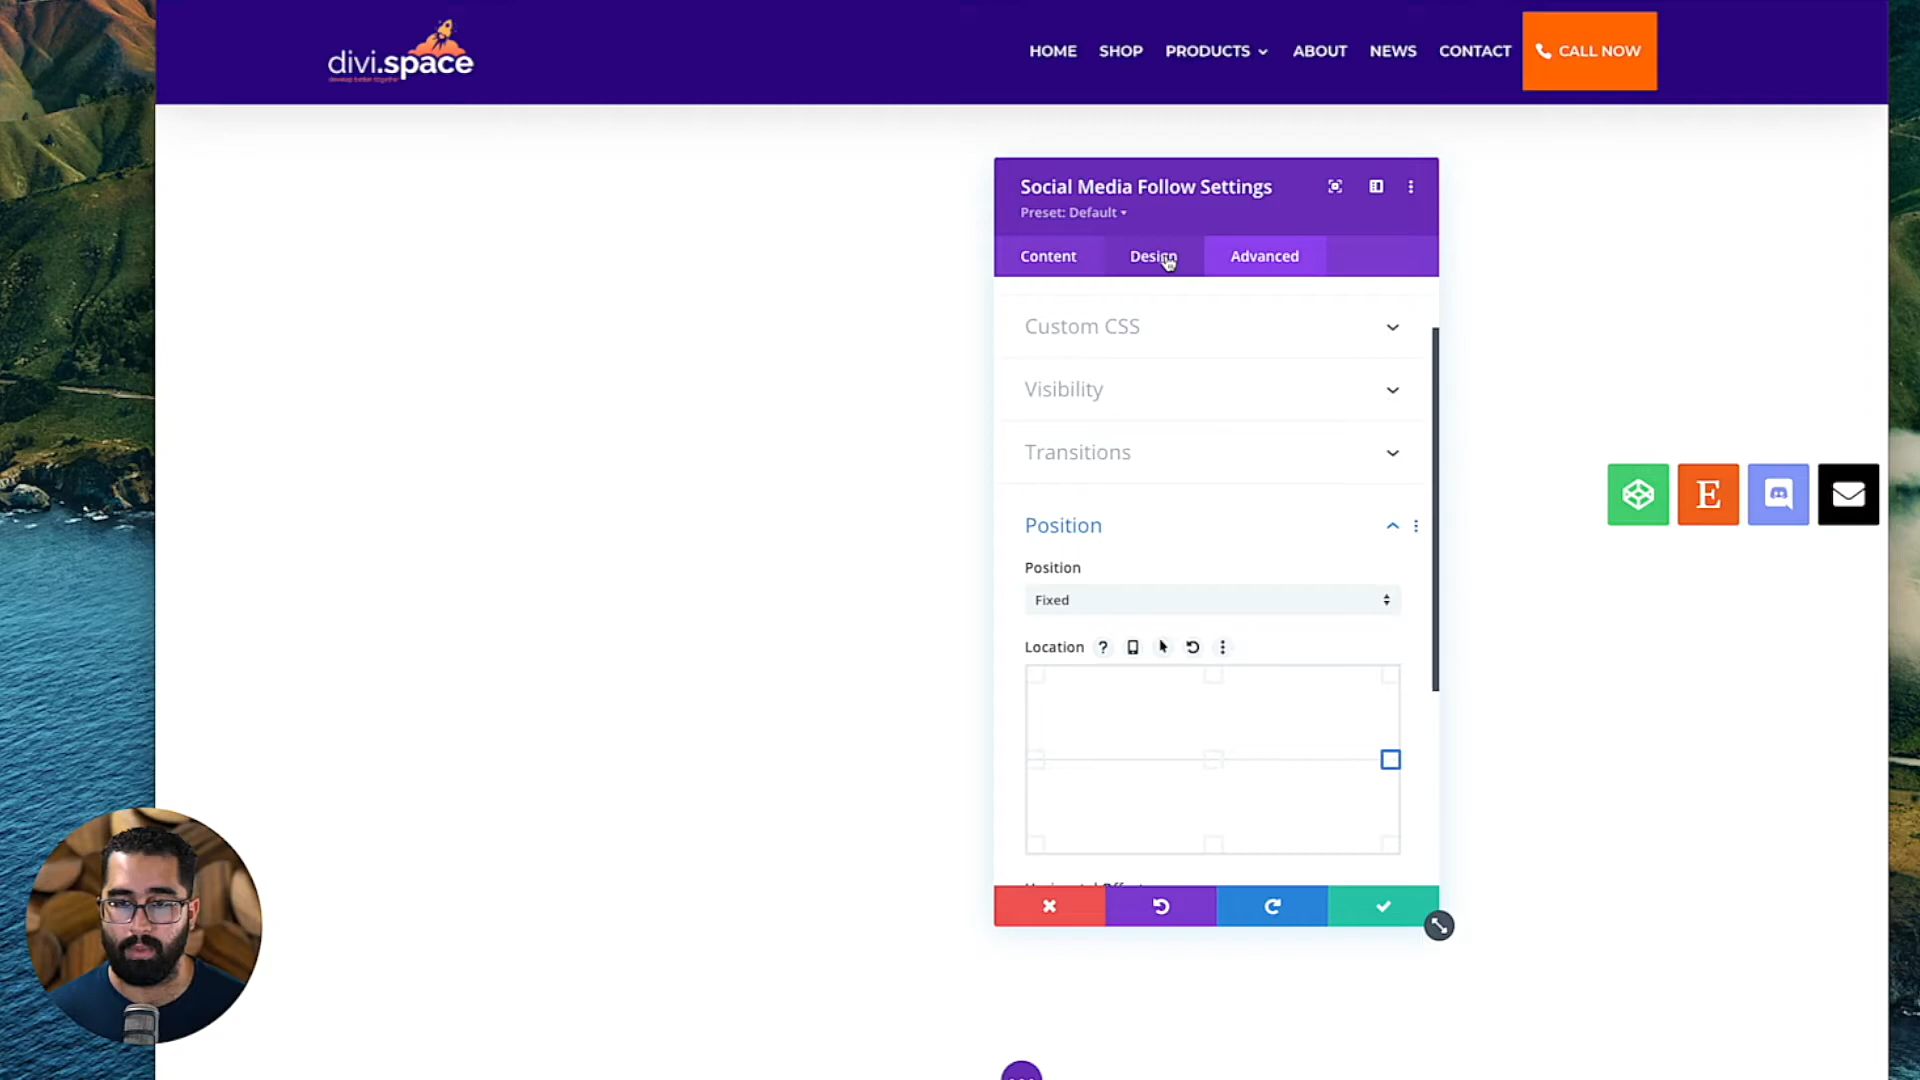 divi.space
HOME SHOP PRODUCTS ABOUT NEWS CONTACT CALL NOW
Social Media Follow Settings
Preset: Default
Content Design Advanced
Custom CSS
Visibility
Transitions
E
Position
Position
Fixed
Location ?